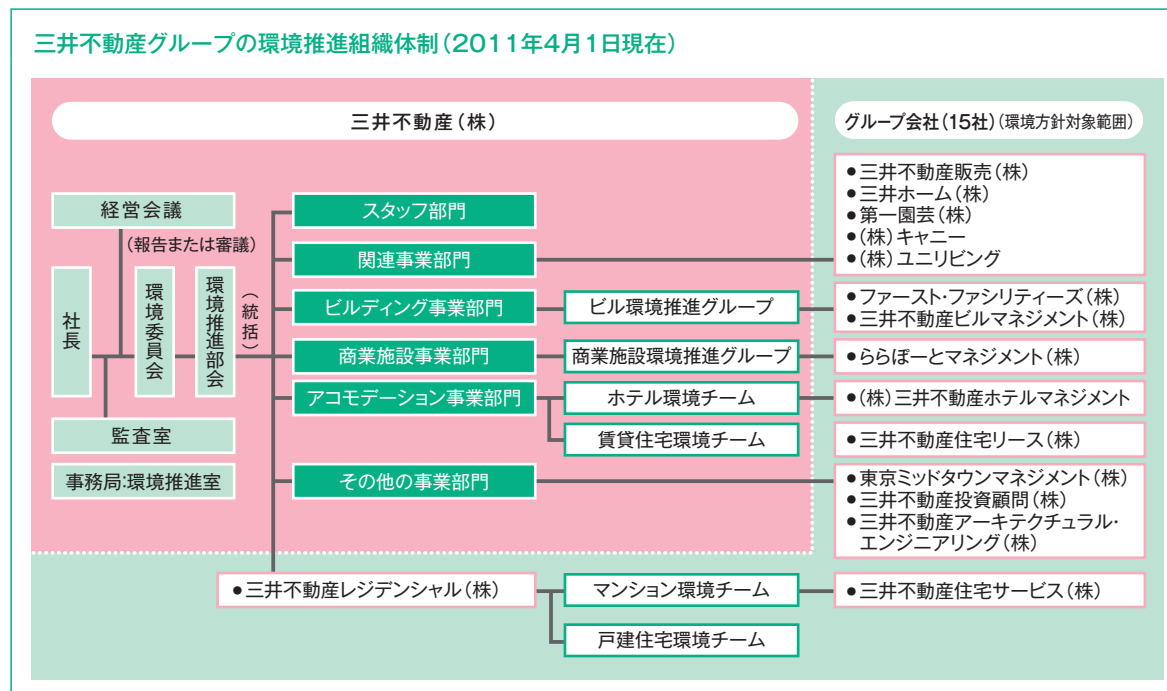 三井不動産グループの環境推進組織体制(2011年4月1日現在)
三井不動産(株)
グループ会社(15社)(環境方針対象範囲)
経営会議
(報告または審議)
社長
環境委員会
環境推進部会
(統括)
監査室
事務局:環境推進室
スタッフ部門
関連事業部門
●三井不動産販売(株)
●三井ホーム(株)
●第一園芸(株)
●(株)キャニー
●(株)ユニリビング
ビルディング事業部門
ビル環境推進グループ
●ファースト・ファシリティーズ(株)
●三井不動産ビルマネジメント(株)
商業施設事業部門
商業施設環境推進グループ
●ららぽーとマネジメント(株)
アコモデーション事業部門
ホテル環境チーム
●(株)三井不動産ホテルマネジメント
賃貸住宅環境チーム
●三井不動産住宅リース(株)
その他の事業部門
●東京ミッドタウンマネジメント(株)
●三井不動産投資顧問(株)
●三井不動産アーキテクチュラル・
エンジニアリング(株)
●三井不動産レジデンシャル(株)
マンション環境チーム
●三井不動産住宅サービス(株)
戸建住宅環境チーム